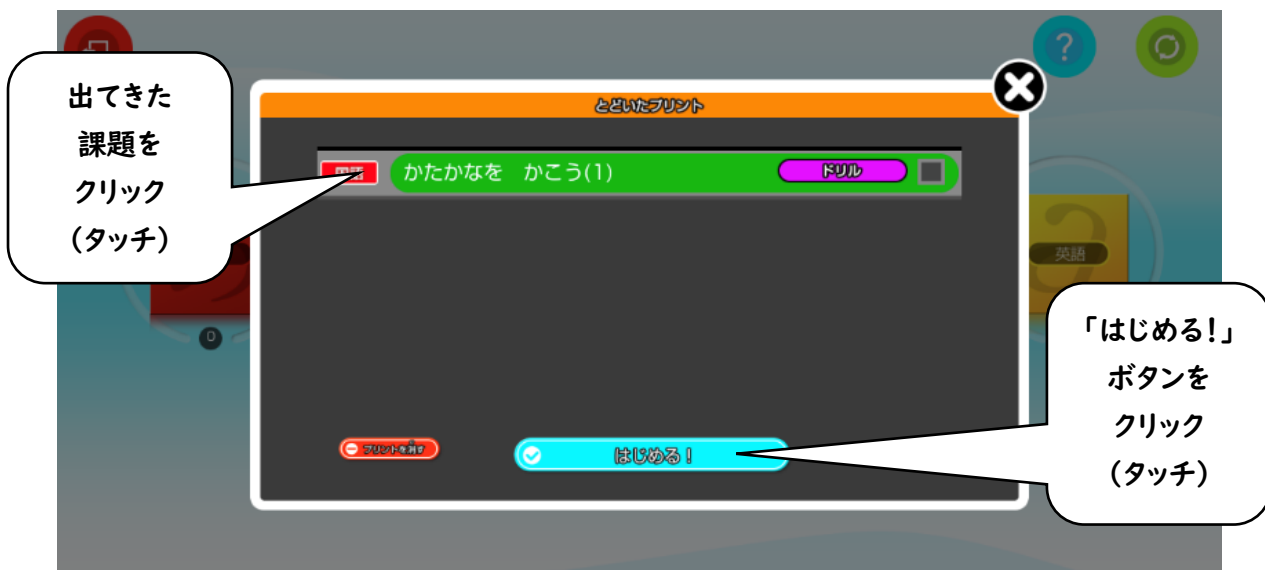 出てきた
課題を
クリック
（タッチ）
とどいたプリント
国語
かたかなを　かこう(1)
ドリル
英語
0
プリントを消す
はじめる！
「はじめる！」
ボタンを
クリック
（タッチ）
?